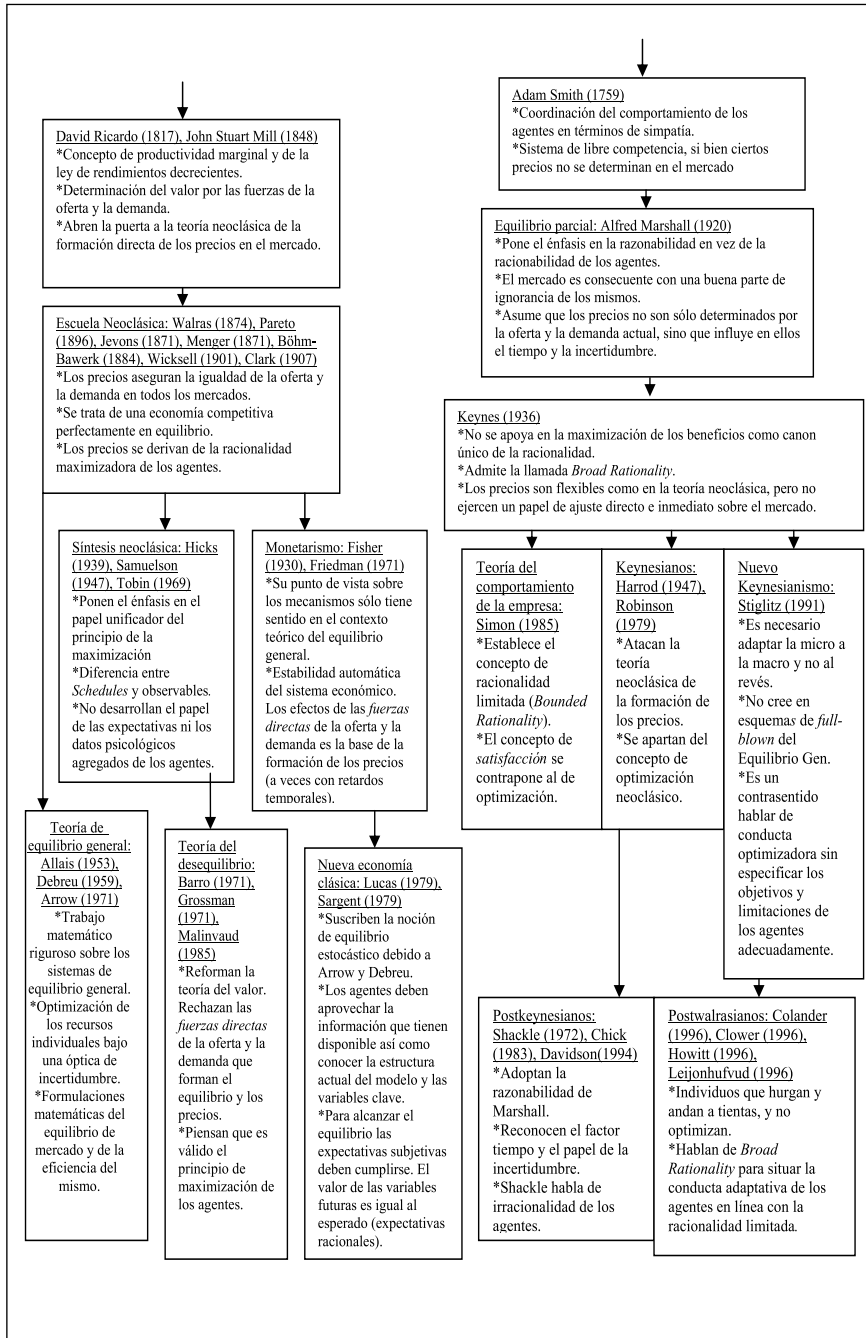 David Ricardo (1817), John Stuart Mill (1848)
*Concepto de productividad marginal y de la
ley de rendimientos decrecientes.
*Determinación del valor por las fuerzas de la
oferta y la demanda.
*Abren la puerta a la teoría neoclásica de la
formación directa de los precios en el mercado.
Escuela Neoclásica: Walras (1874), Pareto
(1896), Jevons (1871), Menger (1871), Böhm-
Bawerk (1884), Wicksell (1901), Clark (1907)
*Los precios aseguran la igualdad de la oferta y
la demanda en todos los mercados.
*Se trata de una economía competitiva
perfectamente en equilibrio.
*Los precios se derivan de la racionalidad
maximizadora de los agentes.
Síntesis neoclásica: Hicks
(1939), Samuelson
(1947), Tobin (1969)
*Ponen el énfasis en el
papel unificador del
principio de la
maximización
*Diferencia entre
Schedules y observables.
*No desarrollan el papel
de las expectativas ni los
datos psicológicos
agregados de los agentes.
Monetarismo: Fisher
(1930), Friedman (1971)
*Su punto de vista sobre
los mecanismos sólo tiene
sentido en el contexto
teórico del equilibrio
general.
*Estabilidad automática
del sistema económico.
Los efectos de las fuerzas
directas de la oferta y la
demanda es la base de la
formación de los precios
(a veces con retardos
temporales).
Teoría de
equilibrio general:
Allais (1953),
Debreu (1959),
Arrow (1971)
*Trabajo
matemático
riguroso sobre los
sistemas de
equilibrio general.
*Optimización de
los recursos
individuales bajo
una óptica de
incertidumbre.
*Formulaciones
matemáticas del
equilibrio de
mercado y de la
eficiencia del
mismo.
Teoría del
desequilibrio:
Barro (1971),
Grossman
(1971),
Malinvaud
(1985)
*Reforman la
teoría del valor.
Rechazan las
fuerzas directas
de la oferta y la
demanda que
forman el
equilibrio y los
precios.
*Piensan que es
válido el
principio de
maximización de
los agentes.
Nueva economía
clásica: Lucas (1979),
Sargent (1979)
*Suscriben la noción
de equilibrio
estocástico debido a
Arrow y Debreu.
*Los agentes deben
aprovechar la
información que tienen
disponible así como
conocer la estructura
actual del modelo y las
variables clave.
*Para alcanzar el
equilibrio las
expectativas subjetivas
deben cumplirse. El
valor de las variables
futuras es igual al
esperado (expectativas
racionales).
Adam Smith (1759)
*Coordinación del comportamiento de los
agentes en términos de simpatía.
*Sistema de libre competencia, si bien ciertos
precios no se determinan en el mercado
Equilibrio parcial: Alfred Marshall (1920)
*Pone el énfasis en la razonabilidad en vez de la
racionabilidad de los agentes.
*El mercado es consecuente con una buena parte de
ignorancia de los mismos.
*Asume que los precios no son sólo determinados por
la oferta y la demanda actual, sino que influye en ellos
el tiempo y la incertidumbre.
Keynes (1936)
*No se apoya en la maximización de los beneficios como canon
único de la racionalidad.
*Admite la llamada Broad Rationality.
*Los precios son flexibles como en la teoría neoclásica, pero no
ejercen un papel de ajuste directo e inmediato sobre el mercado.
Teoría del
comportamiento
de la empresa:
Simon (1985)
*Establece el
concepto de
racionalidad
limitada (Bounded
Rationality).
*El concepto de
satisfacción se
contrapone al de
optimización.
Keynesianos:
Harrod (1947),
Robinson
(1979)
*Atacan la
teoría
neoclásica de
la formación de
los precios.
*Se apartan del
concepto de
optimización
neoclásico.
Nuevo
Keynesianismo:
Stiglitz (1991)
*Es necesario
adaptar la micro a
la macro y no al
revés.
*No cree en
esquemas de full-
blown del
Equilibrio Gen.
*Es un
contrasentido
hablar de
conducta
optimizadora sin
especificar los
objetivos y
limitaciones de
los agentes
adecuadamente.
Postkeynesianos:
Shackle (1972), Chick
(1983), Davidson(1994)
*Adoptan la
razonabilidad de
Marshall.
*Reconocen el factor
tiempo y el papel de la
incertidumbre.
*Shackle habla de
irracionalidad de los
agentes.
Postwalrasianos: Colander
(1996), Clower (1996),
Howitt (1996),
Leijonhufvud (1996)
*Individuos que hurgan y
andan a tientas, y no
optimizan.
*Hablan de Broad
Rationality para situar la
conducta adaptativa de los
agentes en línea con la
racionalidad limitada.